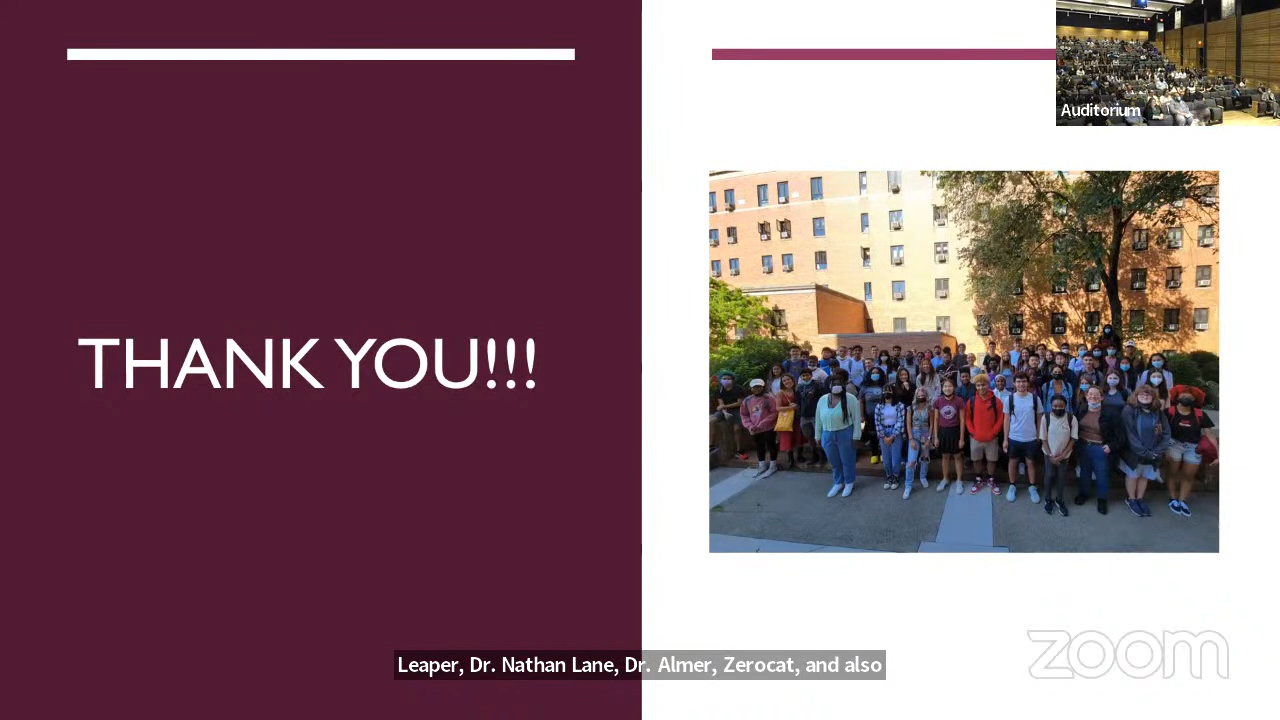 Auditorium
THANK YOU!!!
Leaper, Dr. Nathan Lane, Dr. Almer, Zerocat, and also
zoom